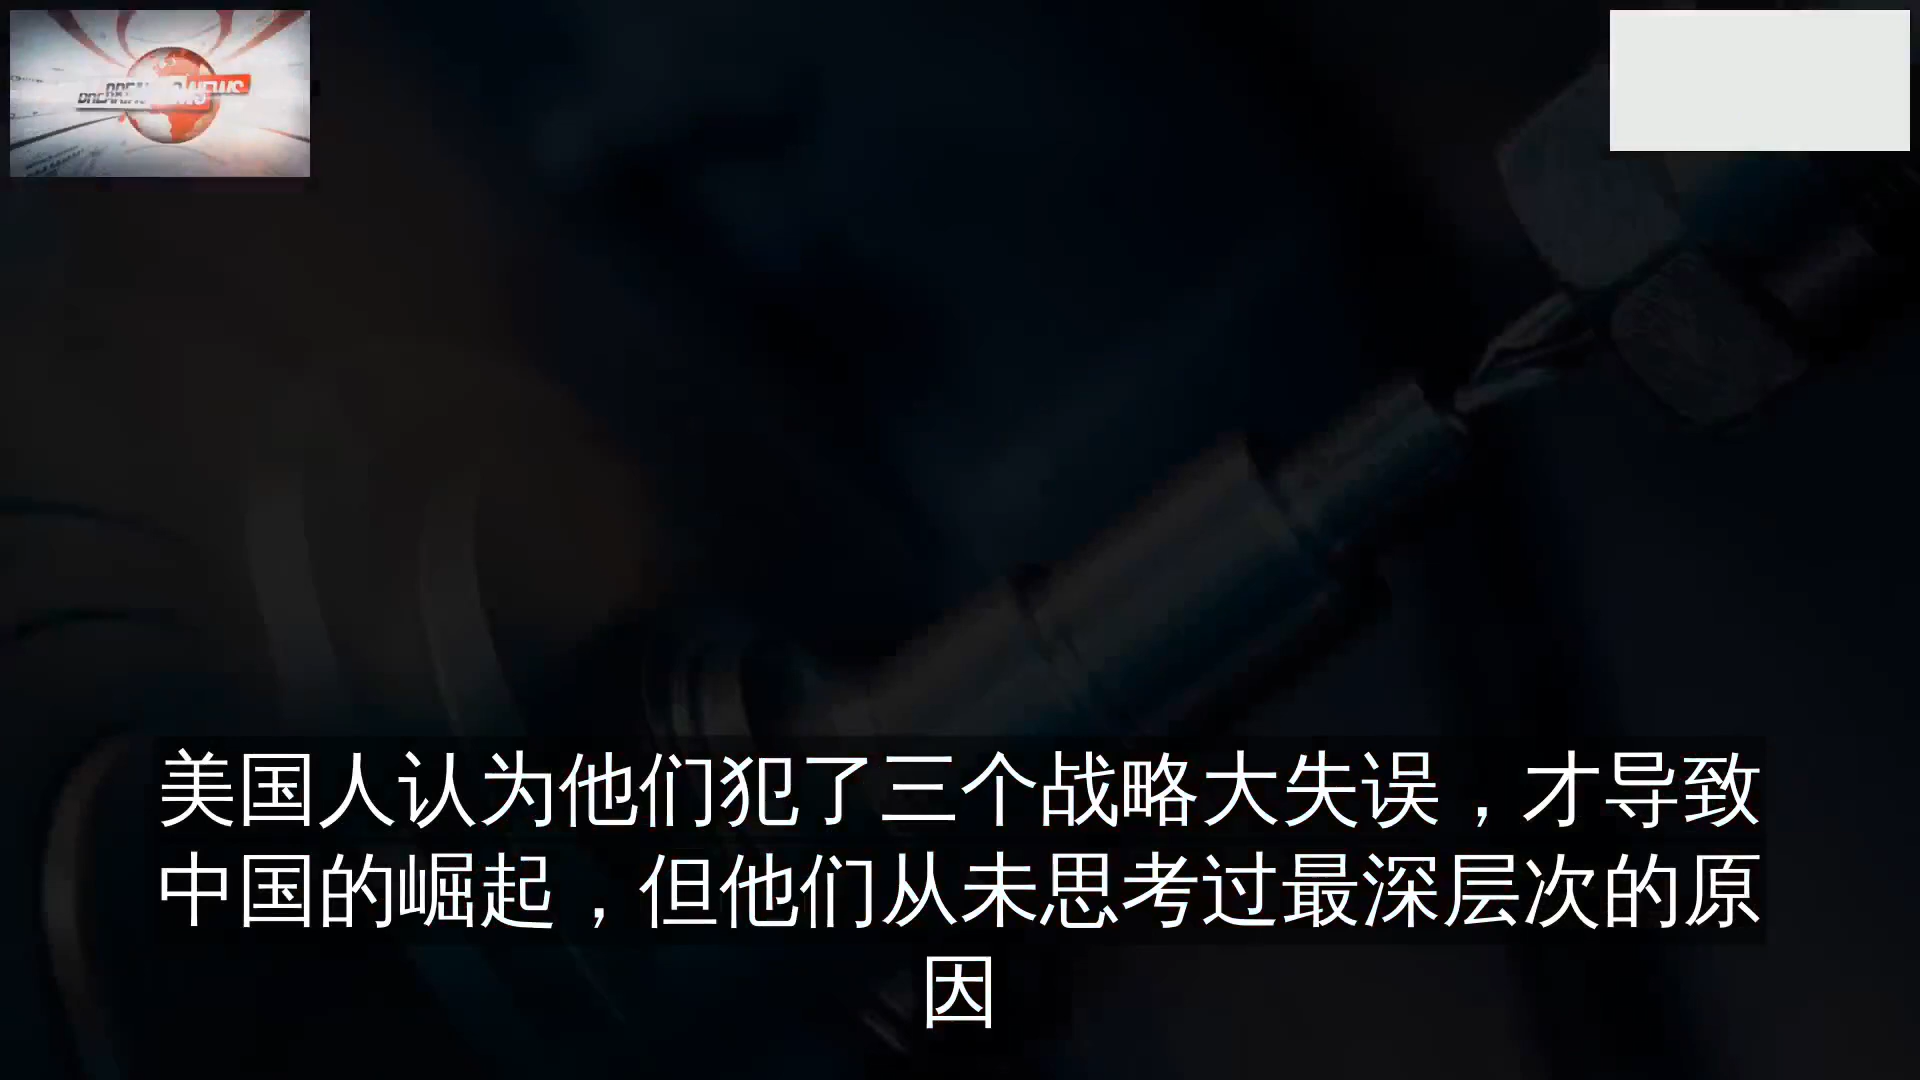 BREAKING NEWS
美国人认为他们犯了三个战略大失误，才导致
中国的崛起，但他们从未思考过最深层次的原
因